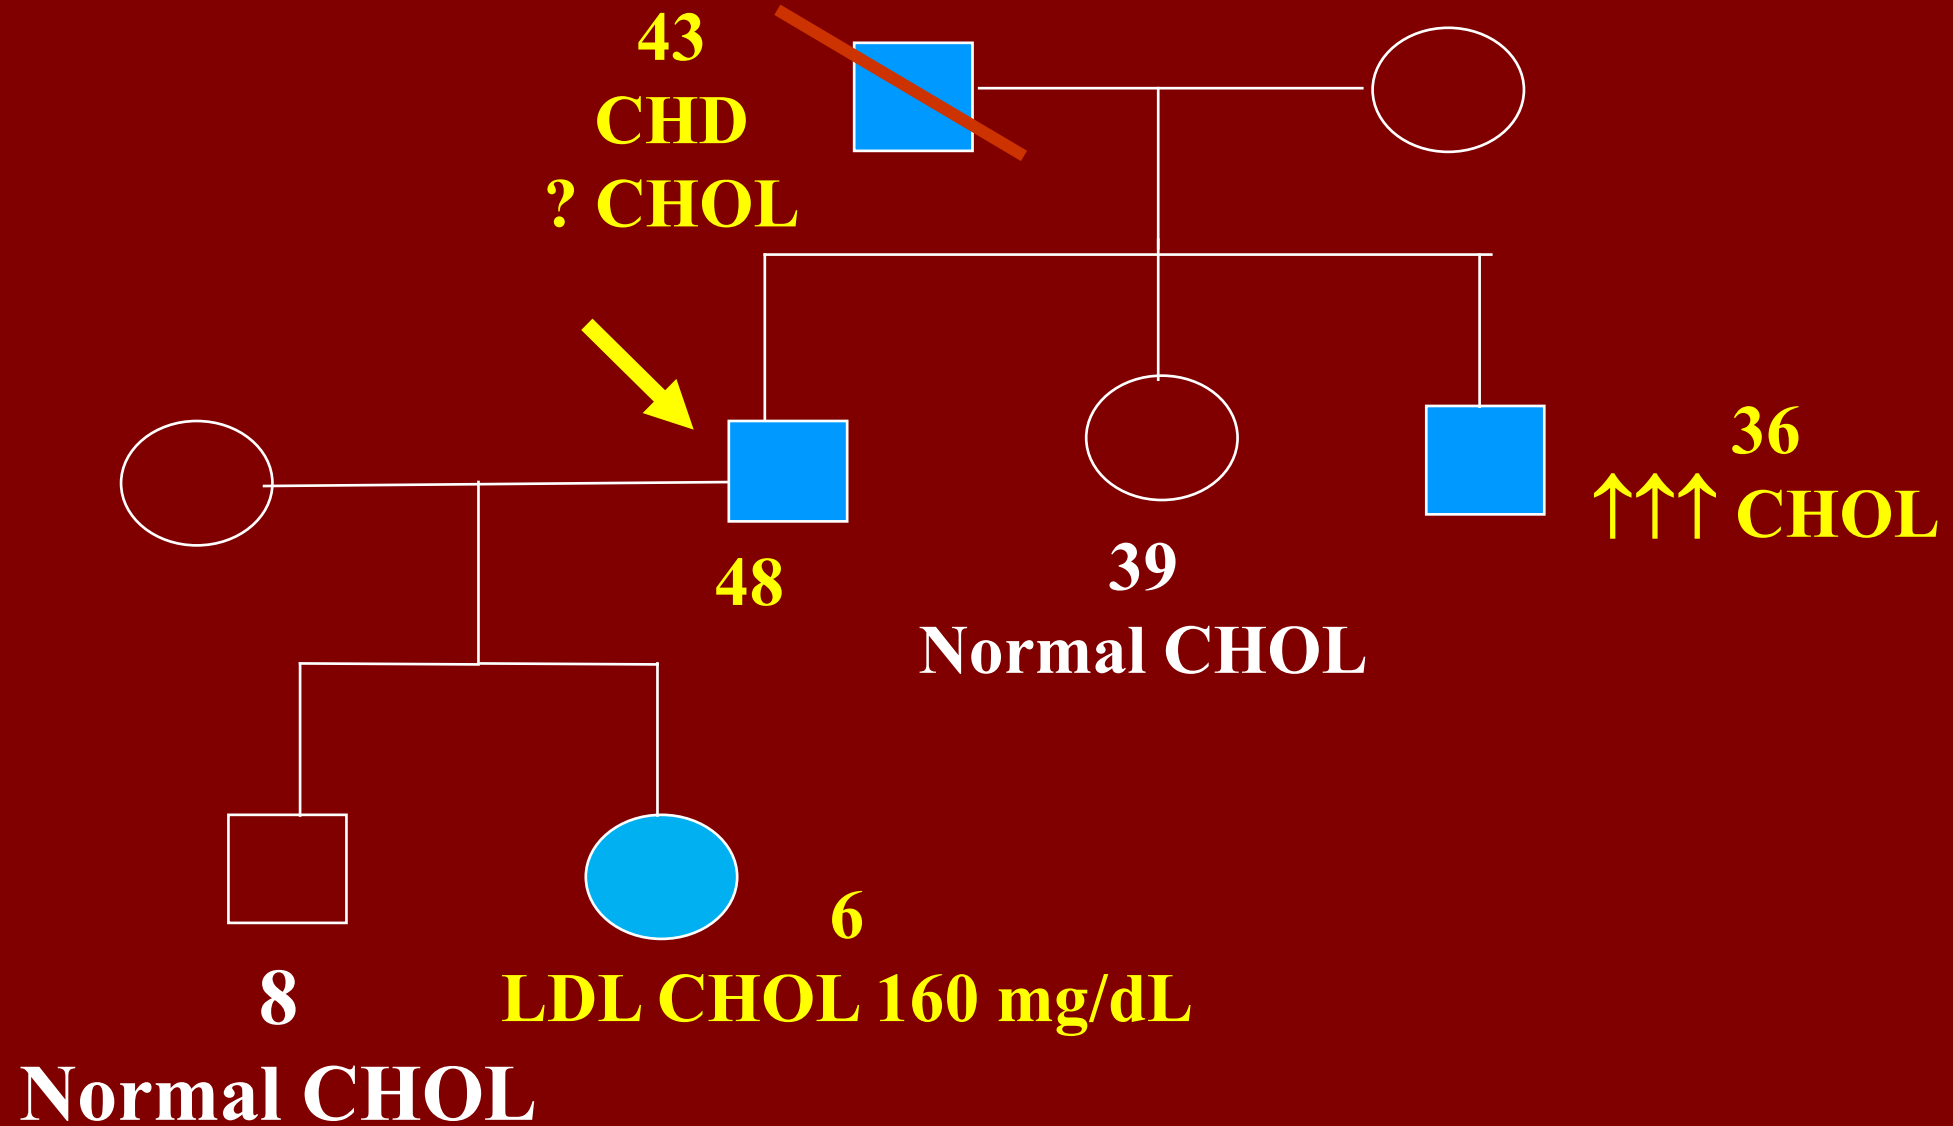 43
CHD
? CHOL
36
↑↑↑ CHOL
48
39
Normal CHOL
6
LDL CHOL 160 mg/dL
8
Normal CHOL